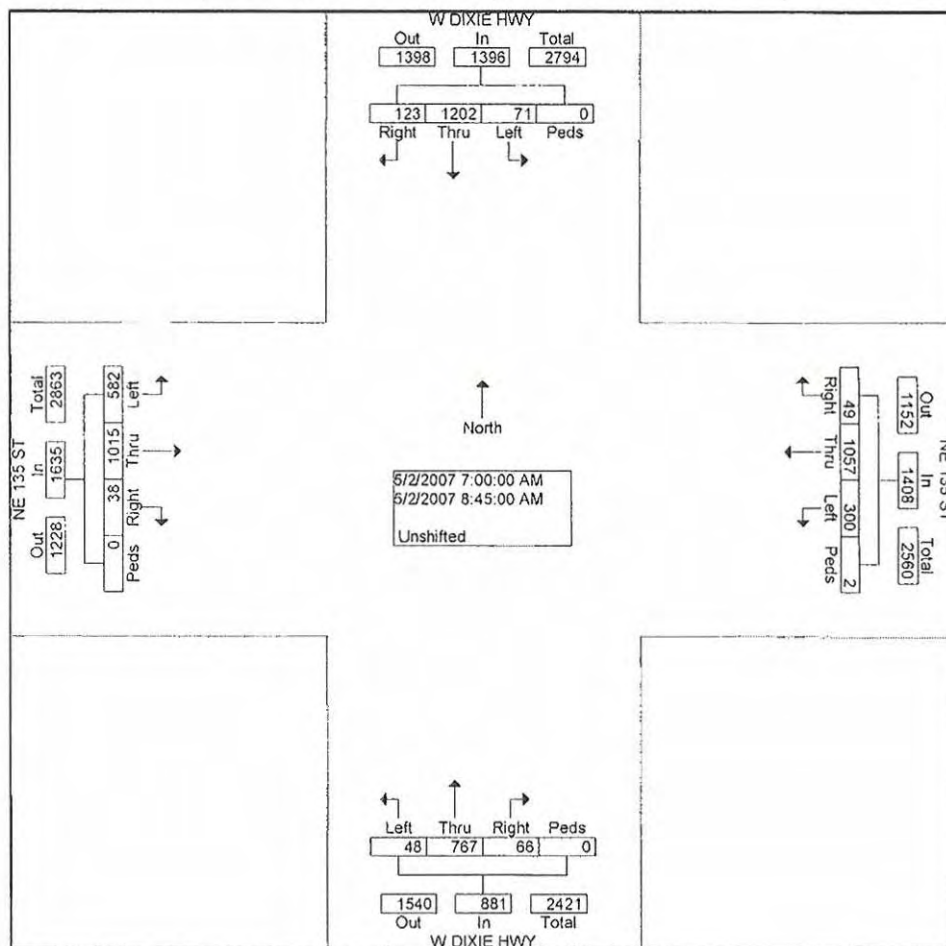 W DIXIE HWY
Out In Total
1398 1396 2794
123 1202 71 0
Right Thru Left Peds
NE 135 ST
Total In Out
2863 1635 1228
582 1015 38 0
Left Thru Right Peds
North
5/2/2007 7:00:00 AM
5/2/2007 8:45:00 AM
Unshifted
Right Thru Left Peds
49 1057 300 2
Out In Total
1152 1408 2560
NE 135 ST
Left Thru Right Peds
48 767 66 0
1540 881 2421
Out In Total
W DIXIE HWY